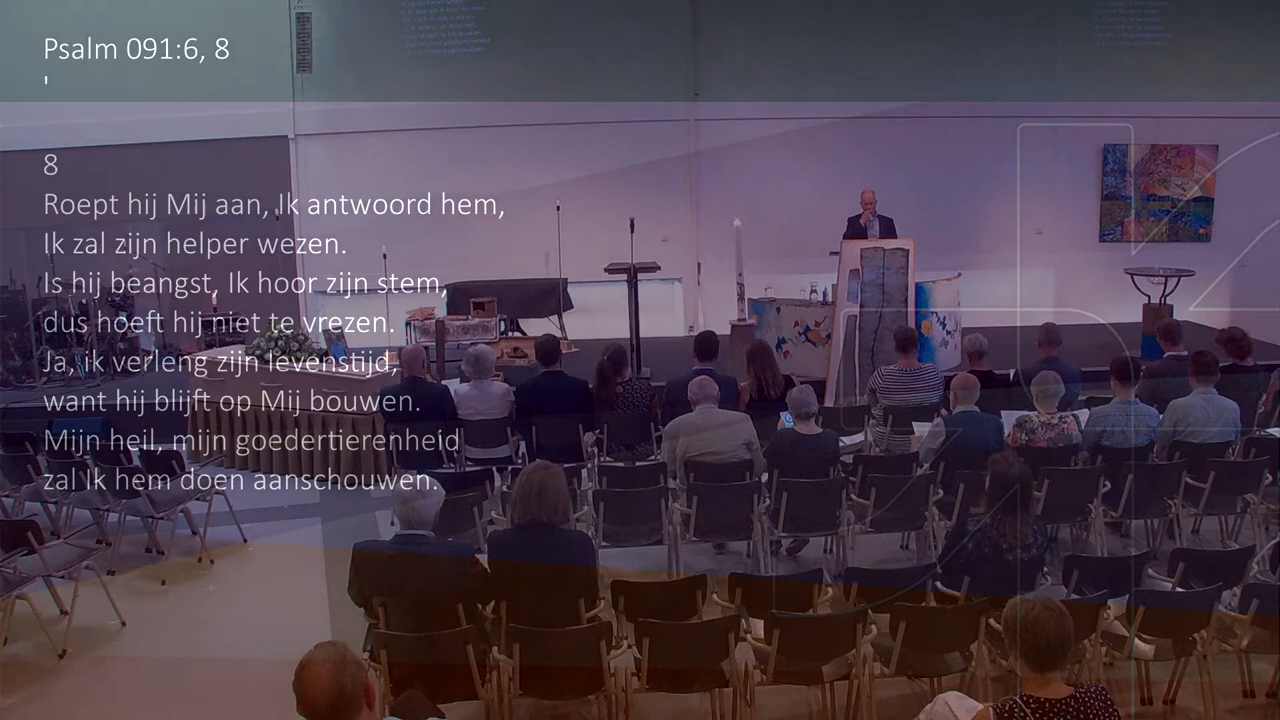 Psalm 091:6, 8
'
8
Roept hij Mij aan, Ik antwoord hem,
Ik zal zijn helper wezen.
Is hij beangst, Ik hoor zijn stem,
dus hoeft hij niet te vrezen.
Ja, ik verleng zijn levenstijd,
want hij blijft op Mij bouwen.
Mijn heil, mijn goedertierenheid
zal Ik hem doen aanschouwen.